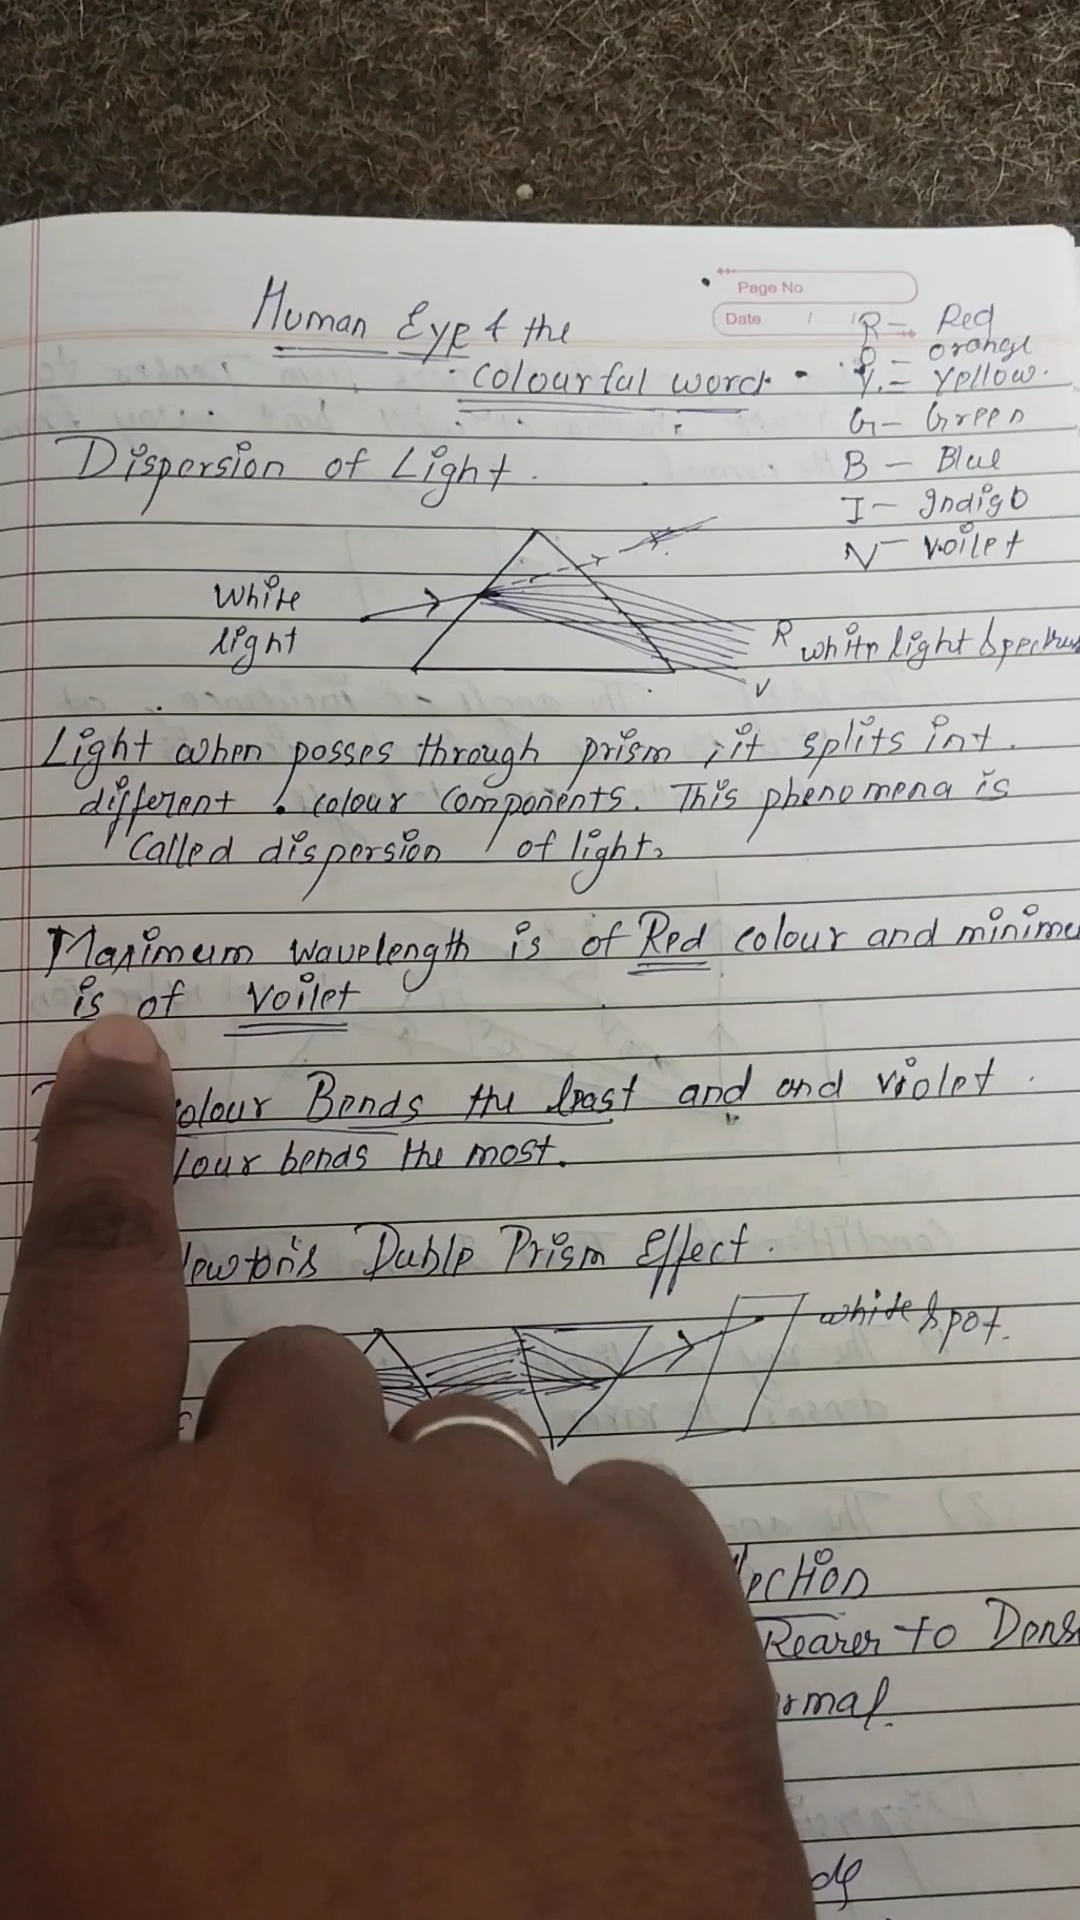 Page No
Date / /
Human Eye & the
colourful word.
R - Red
O - orange
Y - Yellow.
G - Green
B - Blue
I - Indigo
V - voilet
Dispersion of Light.
White
light
R
white light Spectrum
V
Light when posses through prism, it splits int.
different colour components. This phenomena is
Called dispersion of light.
Maximum wavelength is of Red colour and minimu
is of voilet
olour Bends the least and and violet.
lour bends the most.
ewton's Duble Prism Effect.
white spot.
ection
Rearer to Dens
rmal.